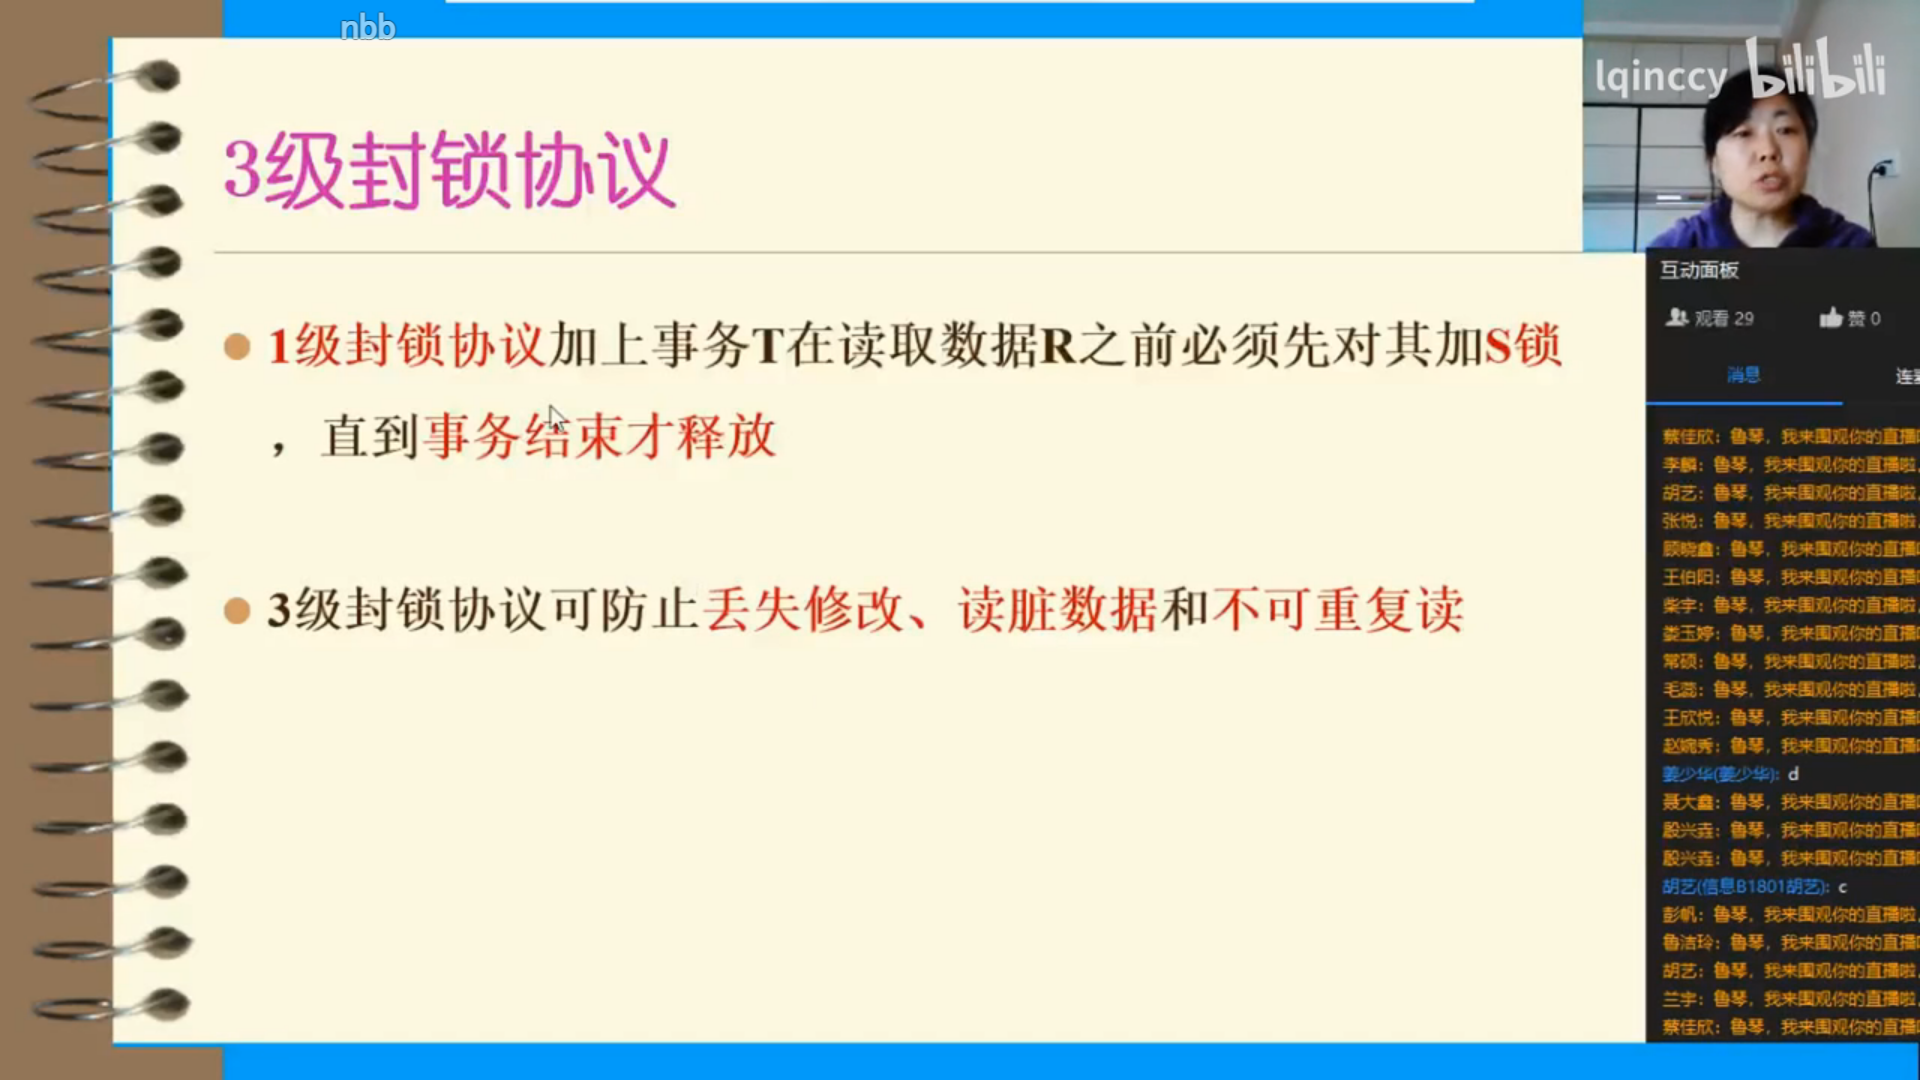 nbb
lqinccy bilibili
3级封锁协议
1级封锁协议加上事务T在读取数据R之前必须先对其加S锁
，直到事务结束才释放
3级封锁协议可防止丢失修改、读脏数据和不可重复读
互动面板
观看 29
赞 0
消息
蔡佳欣：鲁琴，我来围观你的直播
李麟：鲁琴，我来围观你的直播啦
胡艺：鲁琴，我来围观你的直播啦
张悦：鲁琴，我来围观你的直播啦
顾晓鑫：鲁琴，我来围观你的直播
王伯阳：鲁琴，我来围观你的直播
柴宇：鲁琴，我来围观你的直播啦
娄玉婷：鲁琴，我来围观你的直播
常硕：鲁琴，我来围观你的直播啦
毛蕊：鲁琴，我来围观你的直播啦
王欣悦：鲁琴，我来围观你的直播
赵婉秀：鲁琴，我来围观你的直播
姜少华(姜少华): d
聂大鑫：鲁琴，我来围观你的直播
殷兴垚：鲁琴，我来围观你的直播
殷兴垚：鲁琴，我来围观你的直播
胡艺(信息B1801胡艺): c
彭帆：鲁琴，我来围观你的直播啦
鲁洁玲：鲁琴，我来围观你的直播
胡艺：鲁琴，我来围观你的直播啦
兰宇：鲁琴，我来围观你的直播啦
蔡佳欣：鲁琴，我来围观你的直播